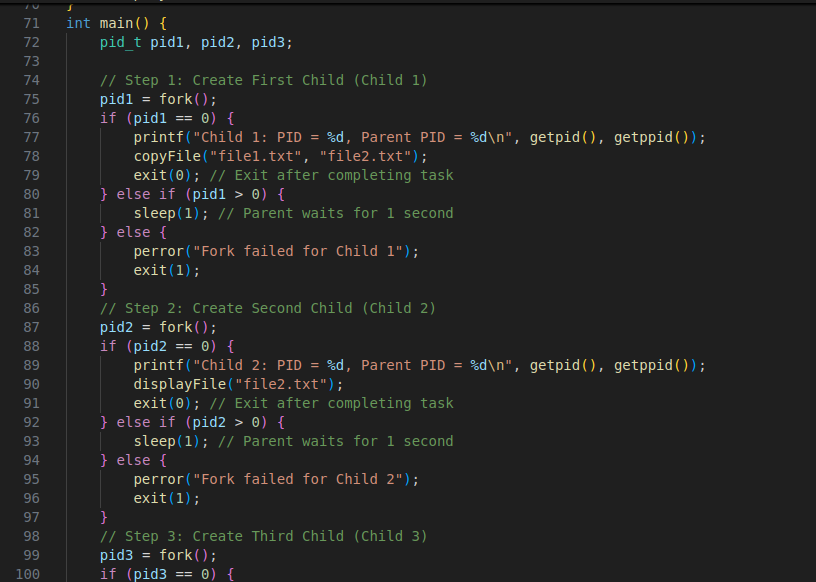 70 }
71 int main() {
72     pid_t pid1, pid2, pid3;
73
74     // Step 1: Create First Child (Child 1)
75     pid1 = fork();
76     if (pid1 == 0) {
77         printf("Child 1: PID = %d, Parent PID = %d\n", getpid(), getppid());
78         copyFile("file1.txt", "file2.txt");
79         exit(0); // Exit after completing task
80     } else if (pid1 > 0) {
81         sleep(1); // Parent waits for 1 second
82     } else {
83         perror("Fork failed for Child 1");
84         exit(1);
85     }
86     // Step 2: Create Second Child (Child 2)
87     pid2 = fork();
88     if (pid2 == 0) {
89         printf("Child 2: PID = %d, Parent PID = %d\n", getpid(), getppid());
90         displayFile("file2.txt");
91         exit(0); // Exit after completing task
92     } else if (pid2 > 0) {
93         sleep(1); // Parent waits for 1 second
94     } else {
95         perror("Fork failed for Child 2");
96         exit(1);
97     }
98     // Step 3: Create Third Child (Child 3)
99     pid3 = fork();
100     if (pid3 == 0) {